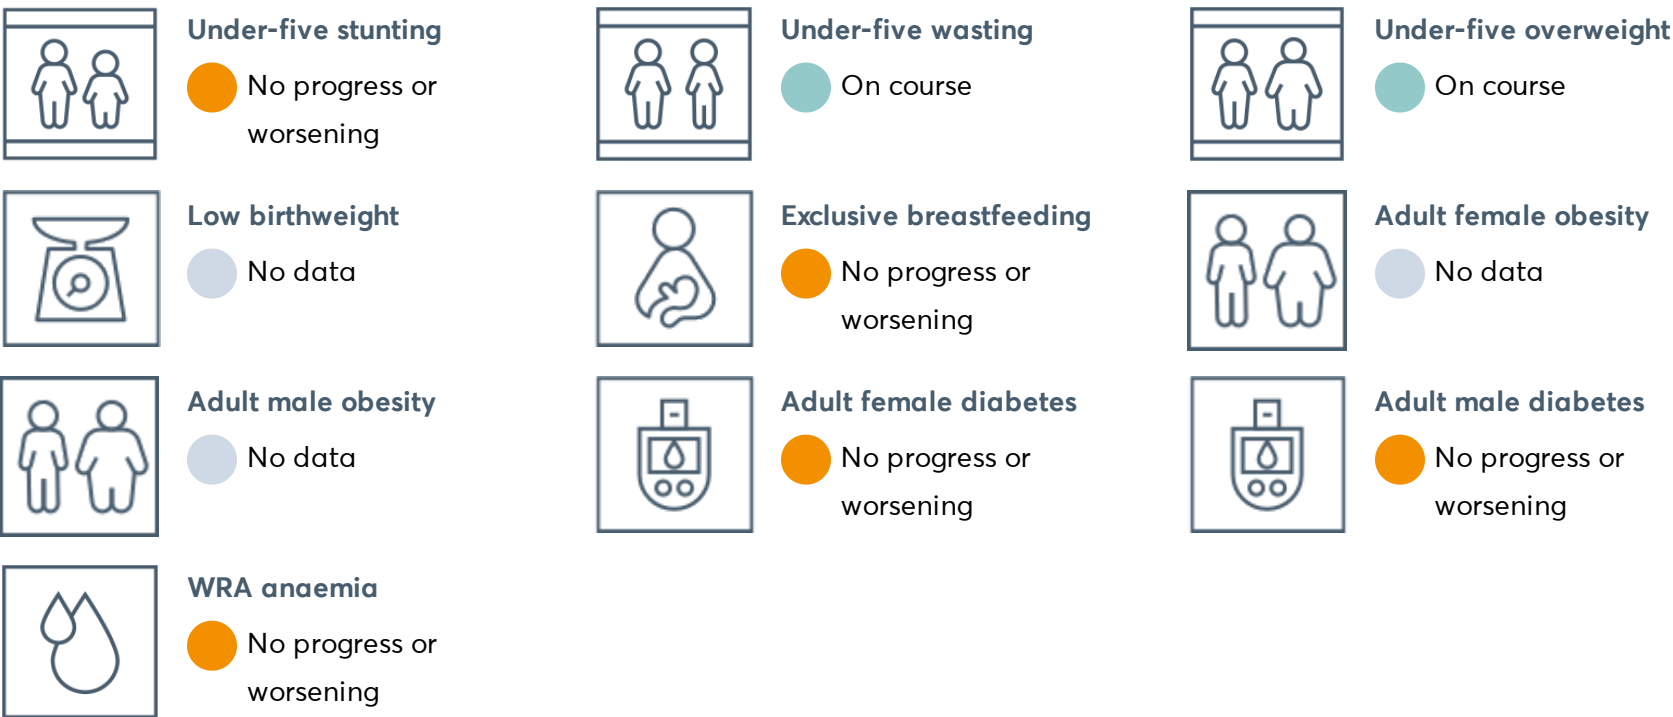 Under-five stunting
No progress or
worsening
Under-five wasting
On course
Under-five overweight
On course
Low birthweight
No data
Exclusive breastfeeding
No progress or
worsening
Adult female obesity
No data
Adult male obesity
No data
Adult female diabetes
No progress or
worsening
Adult male diabetes
No progress or
worsening
WRA anaemia
No progress or
worsening